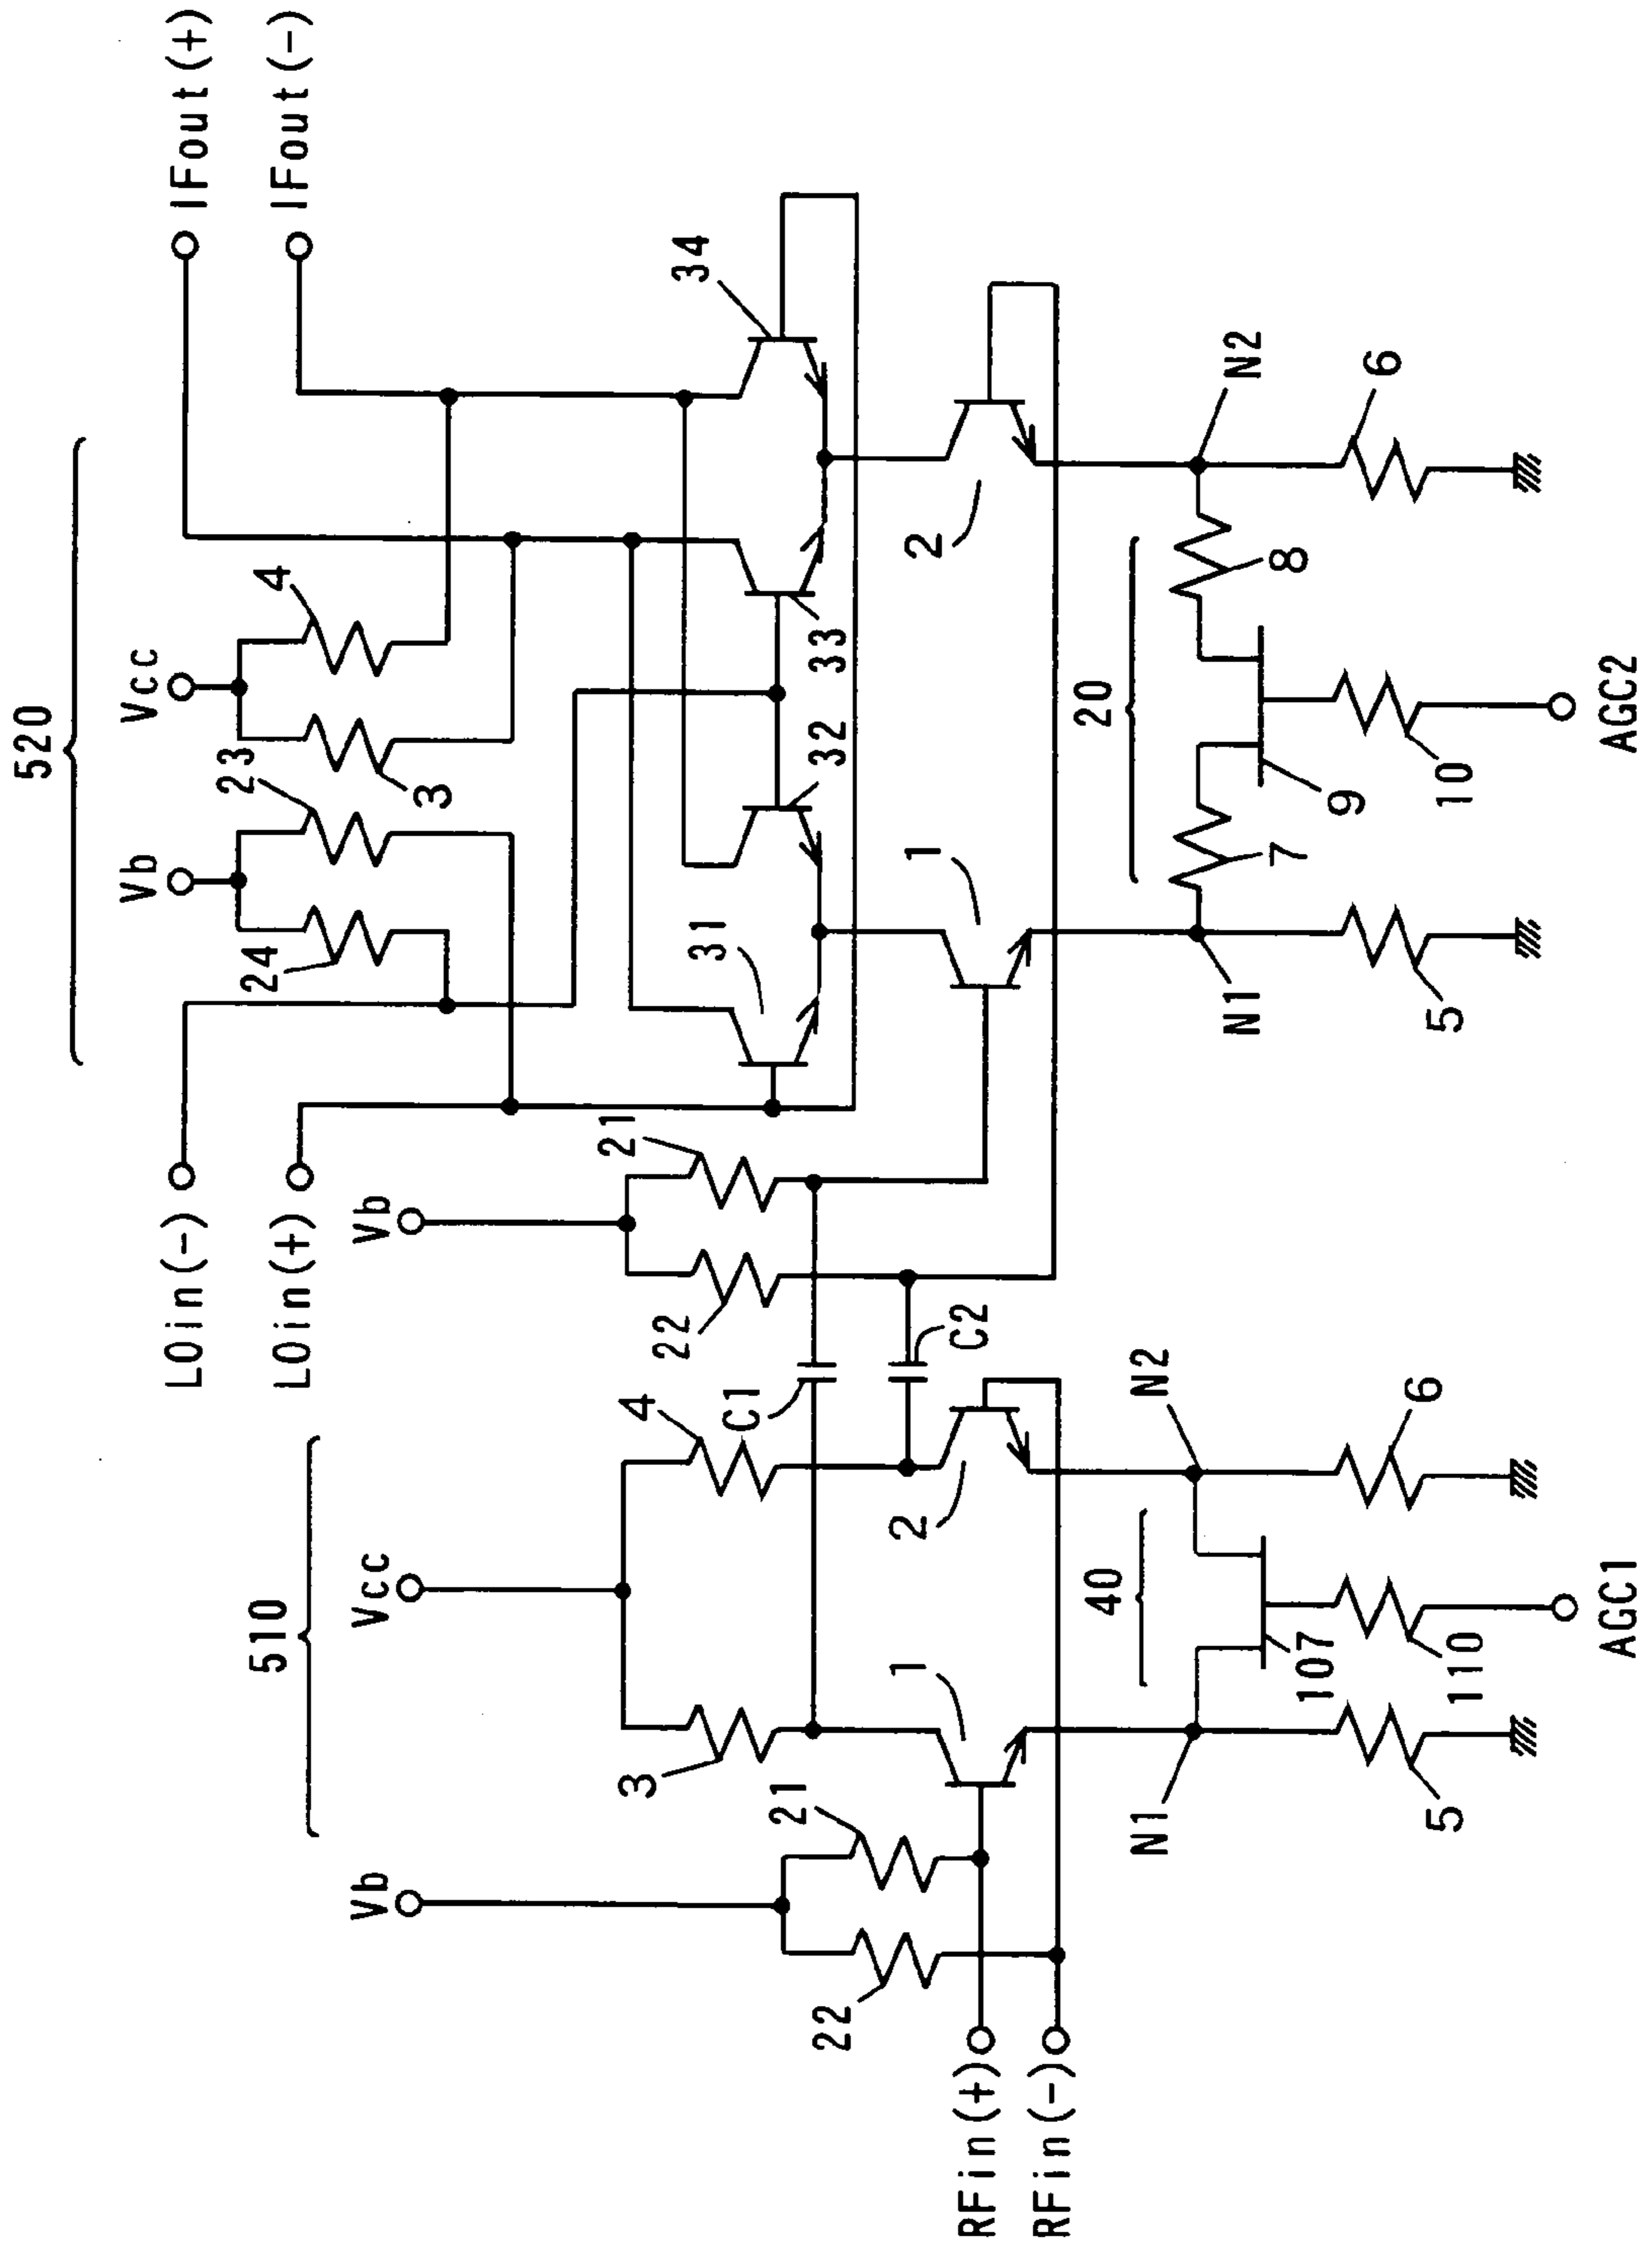 520
Vb
Vcc
IFout(+)
IFout(-)
LOin(-)
LOin(+)
24
23
3
4
510
Vb
Vcc
Vb
22
21
31
32
33
34
3
4
C1
C2
22
21
1
2
1
2
RFin(+)
RFin(-)
N1
40
N2
N1
20
N2
107
7
9
8
5
110
6
5
10
6
AGC1
AGC2